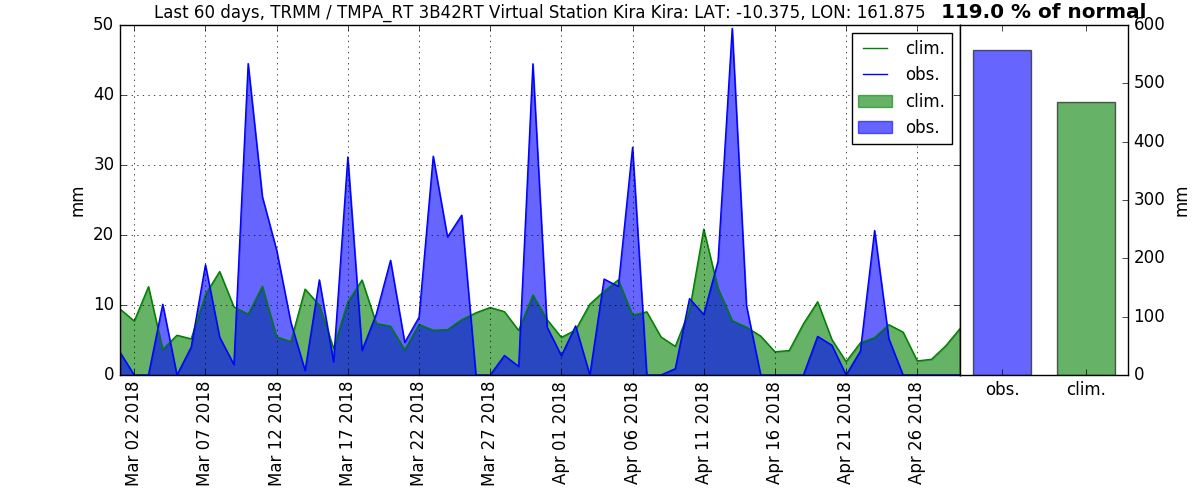 Last 60 days, TRMM / TMPA_RT 3B42RT Virtual Station Kira Kira: LAT: -10.375, LON: 161.875
119.0 % of normal
50
40
30
20
10
0
mm
clim.
obs.
clim.
obs.
600
500
400
300
200
100
0
mm
obs.
clim.
Mar 02 2018
Mar 07 2018
Mar 12 2018
Mar 17 2018
Mar 22 2018
Mar 27 2018
Apr 01 2018
Apr 06 2018
Apr 11 2018
Apr 16 2018
Apr 21 2018
Apr 26 2018